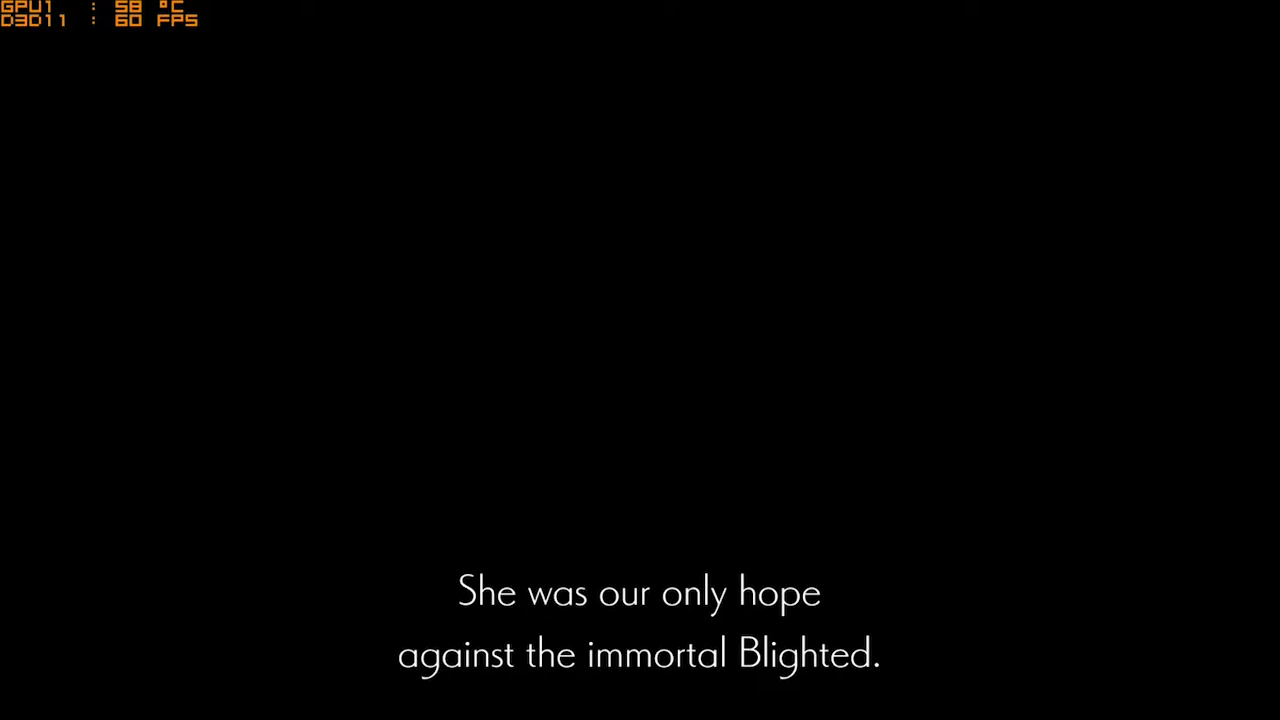 GPU1 : 58 °C
D3D11 : 60 FPS
She was our only hope
against the immortal Blighted.